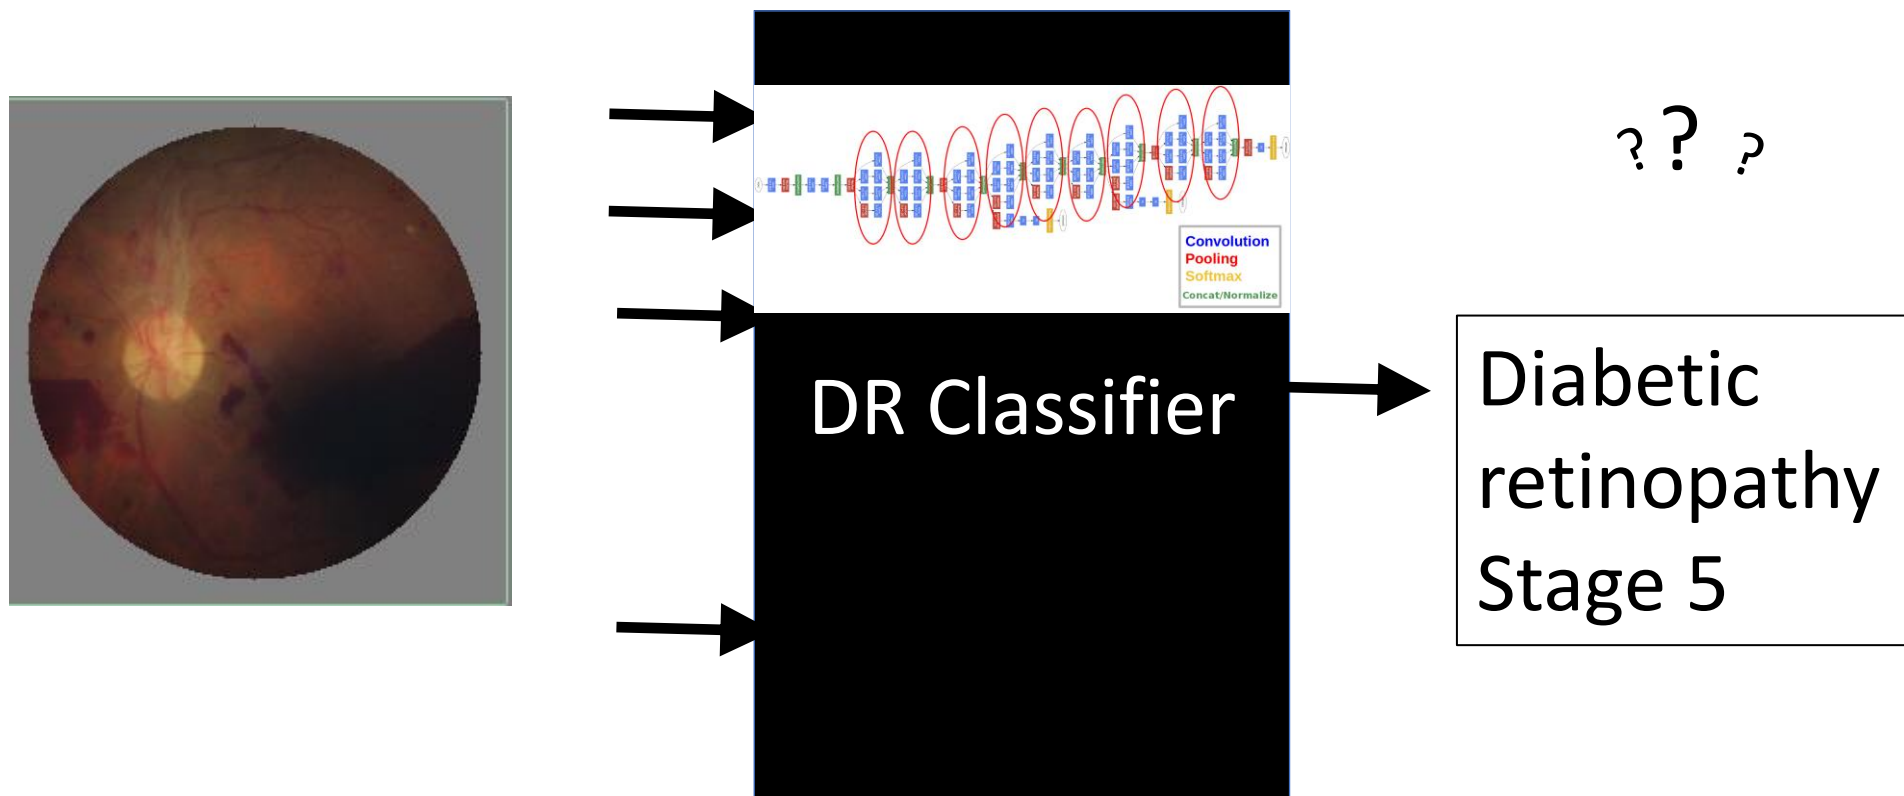 ? ? ?
Convolution
Pooling
Softmax
Concat/Normalize
DR Classifier
Diabetic
retinopathy
Stage 5